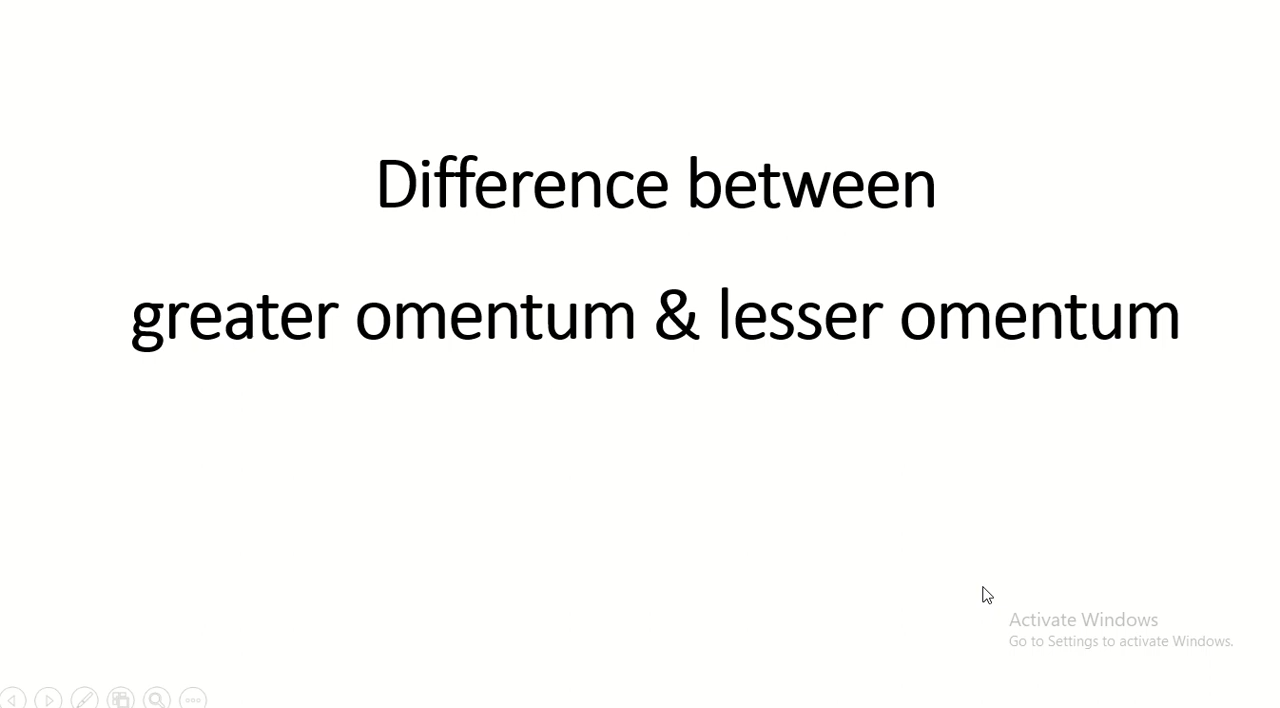 Difference between
greater omentum & lesser omentum
Activate Windows
Go to Settings to activate Windows.